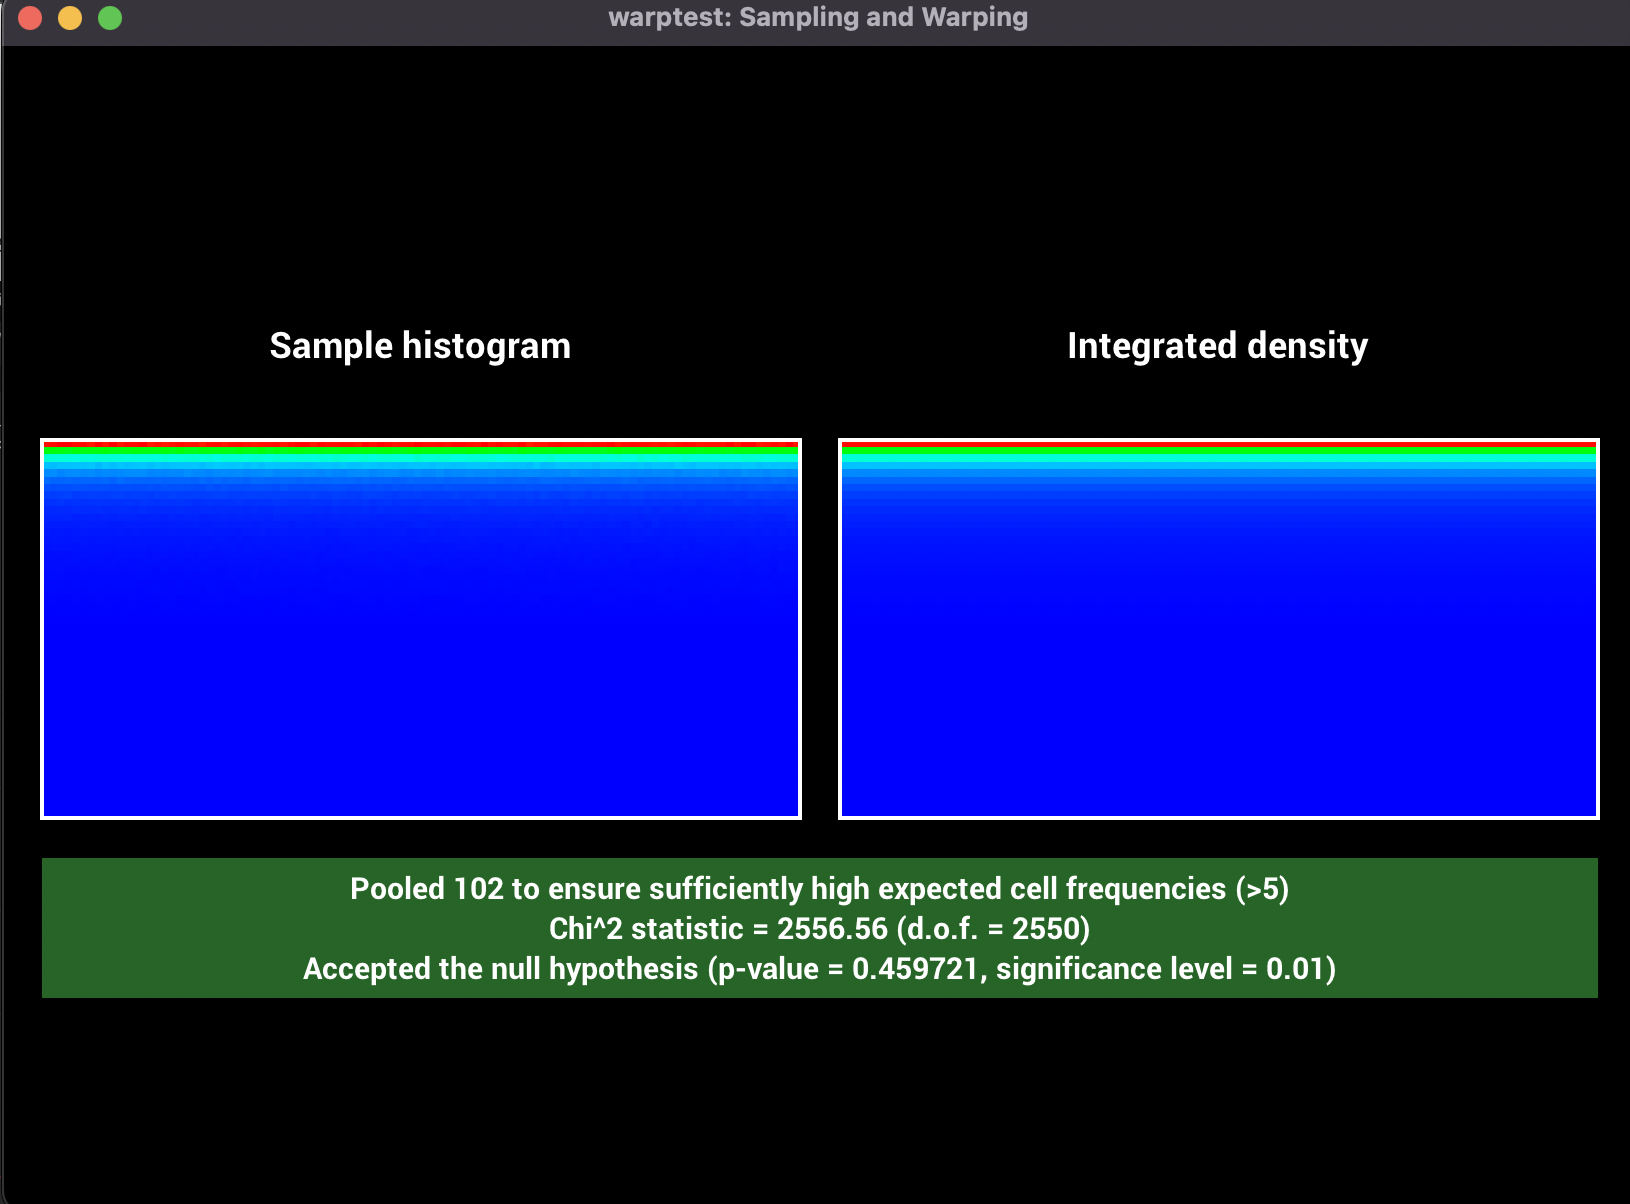 warptest: Sampling and Warping
Sample histogram
Integrated density
Pooled 102 to ensure sufficiently high expected cell frequencies (>5)
Chi^2 statistic = 2556.56 (d.o.f. = 2550)
Accepted the null hypothesis (p-value = 0.459721, significance level = 0.01)